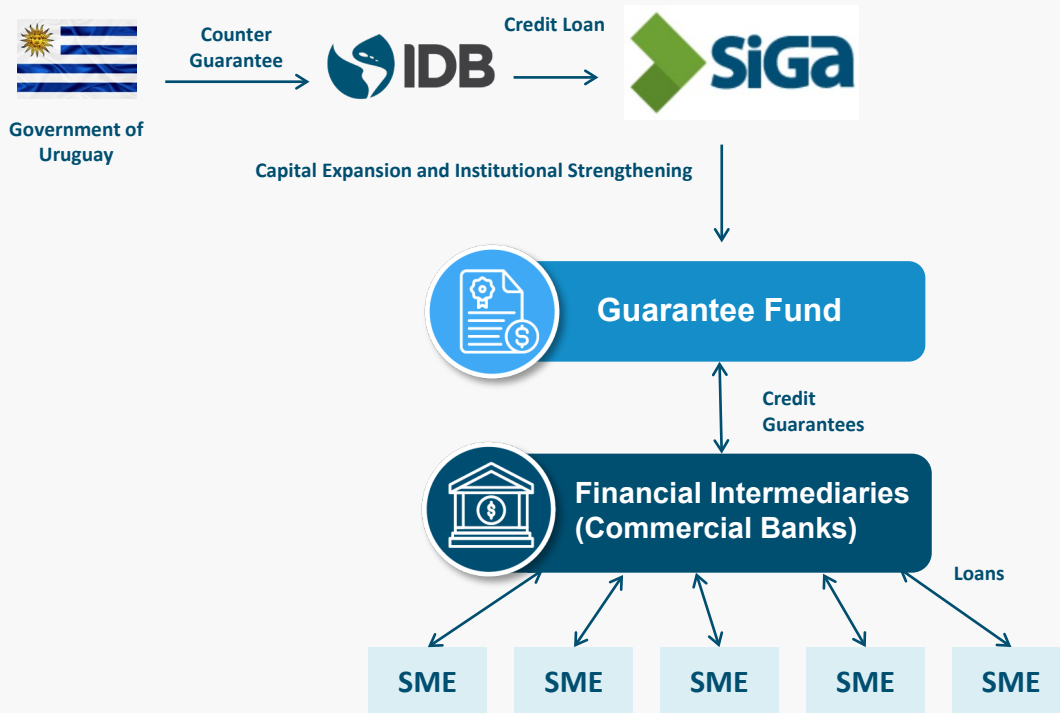 Counter
Guarantee
Credit Loan
IDB
SiGa
Government of
Uruguay
Capital Expansion and Institutional Strengthening
Guarantee Fund
$
Credit
Guarantees
Financial Intermediaries
(Commercial Banks)
$
Loans
SME
SME
SME
SME
SME